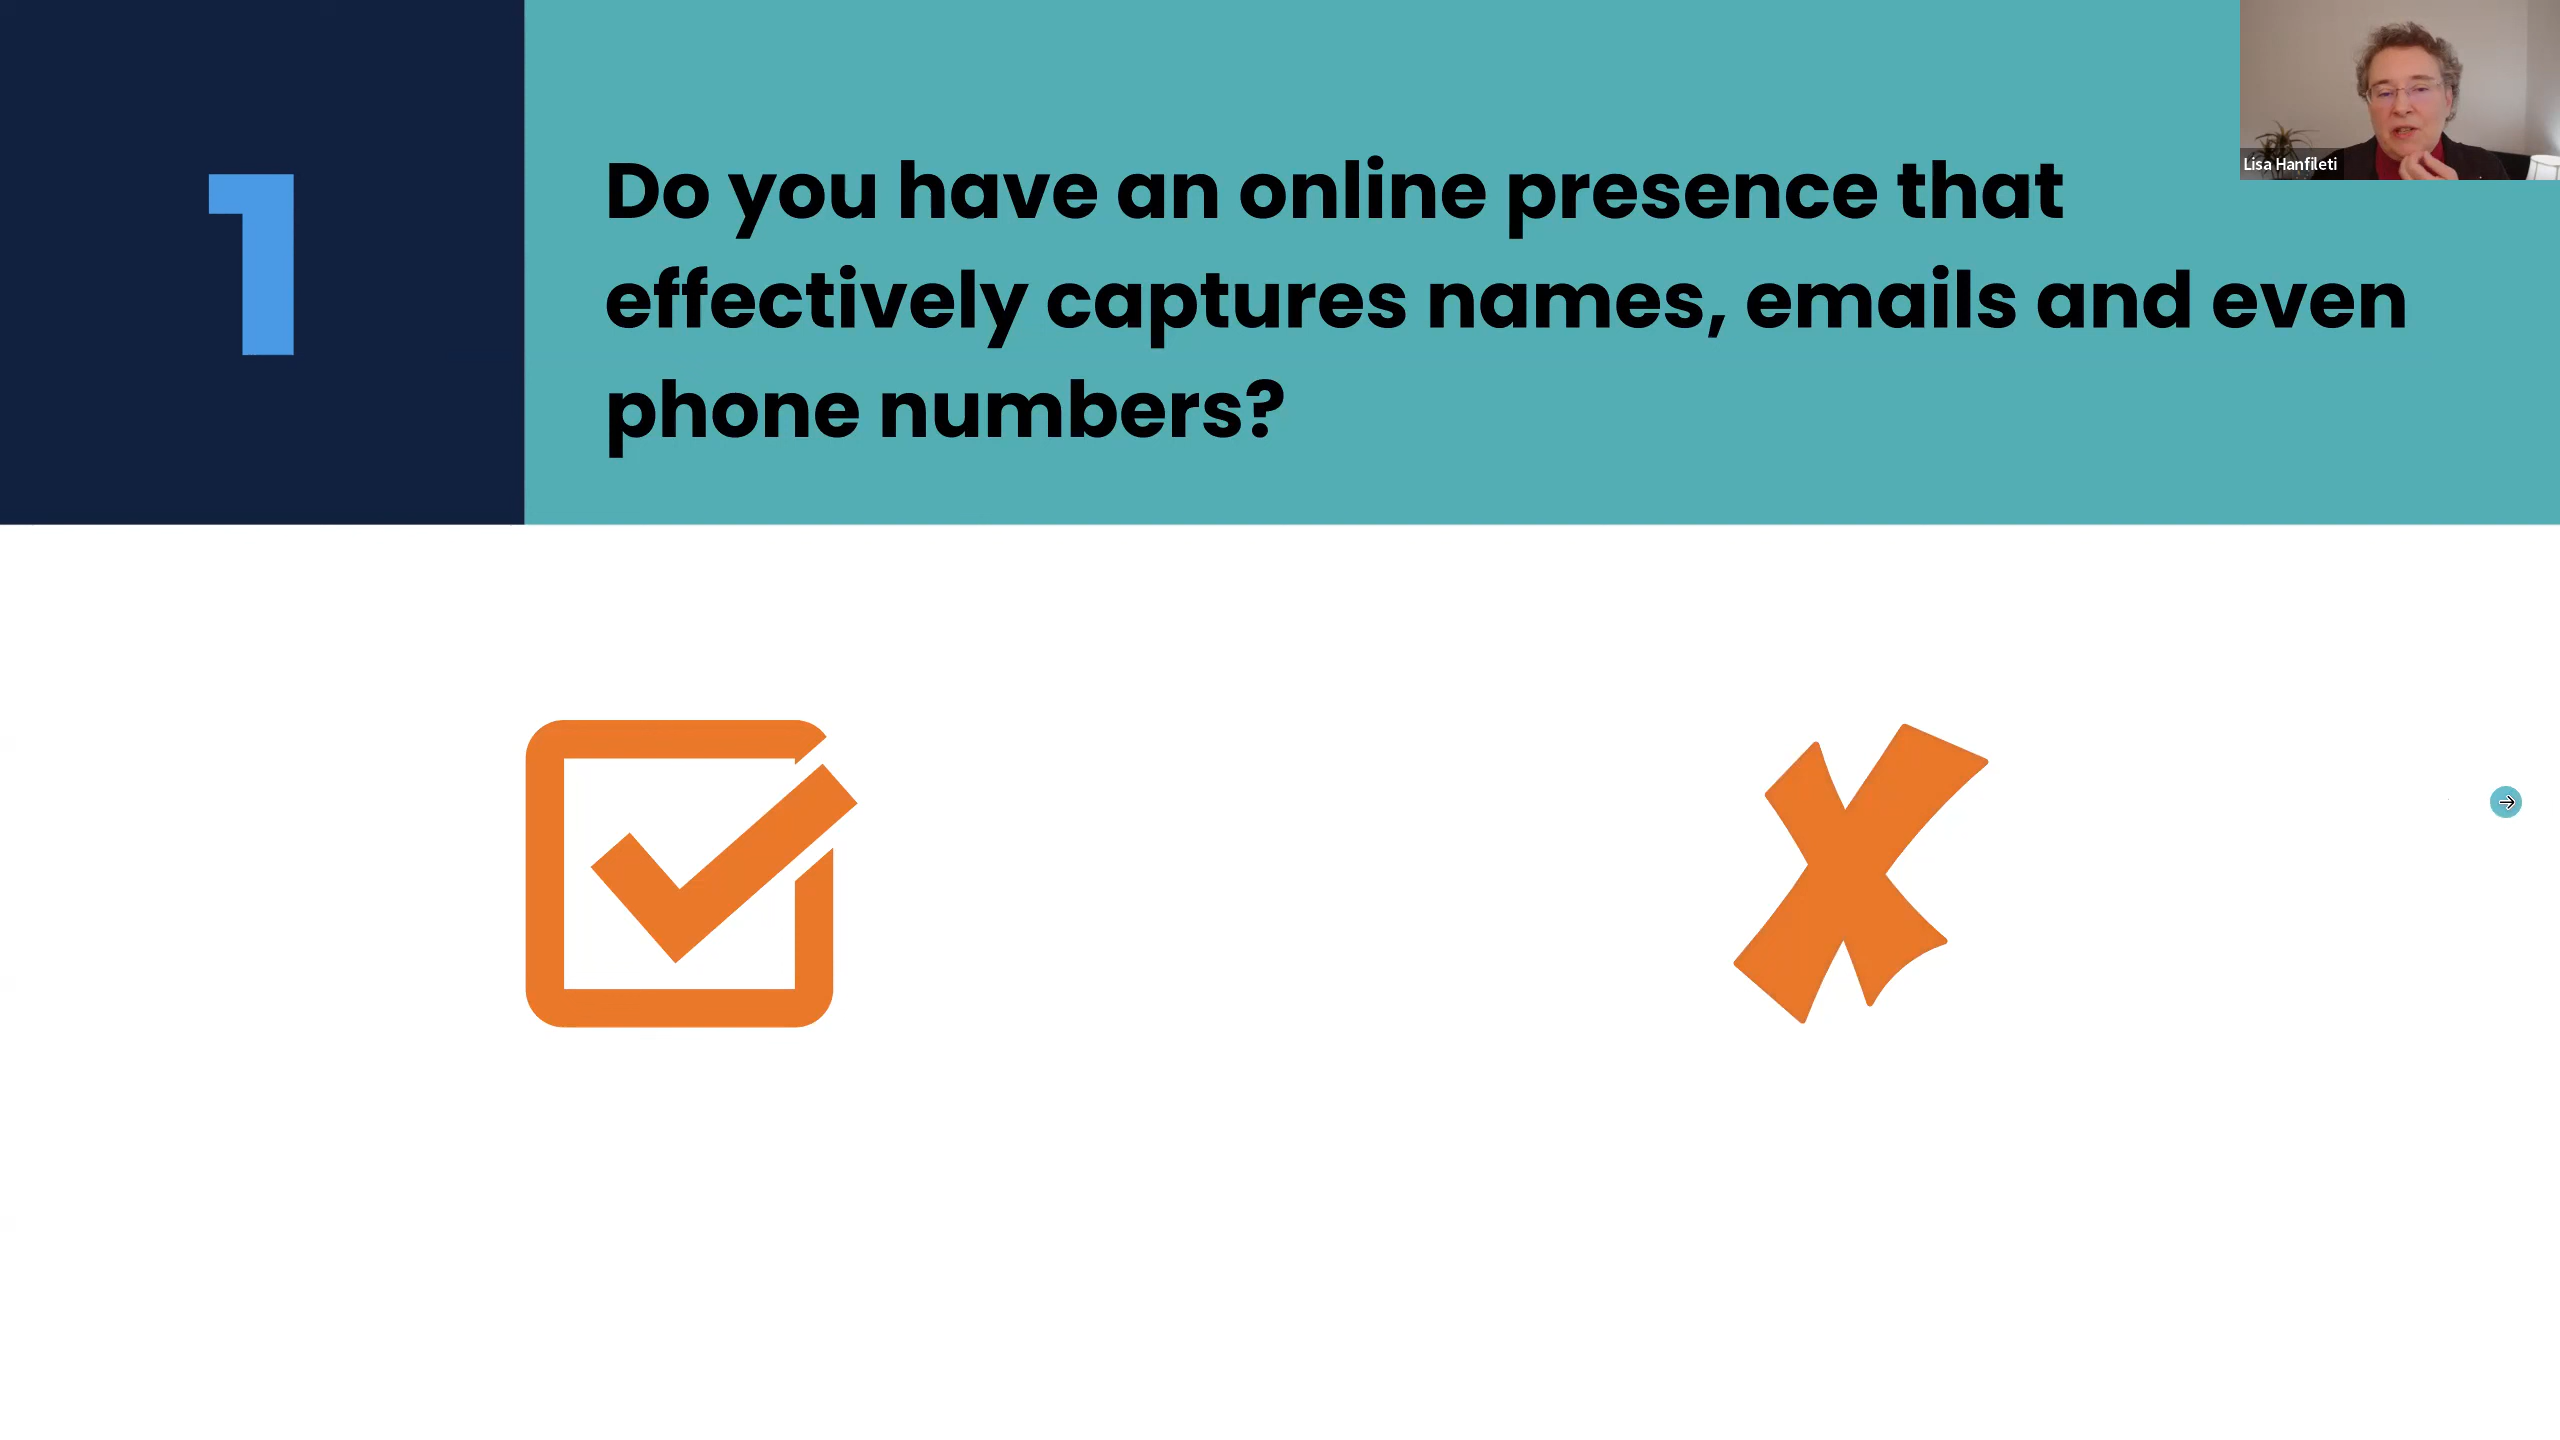 1
Do you have an online presence that
effectively captures names, emails and even
phone numbers?
Lisa Hanfileti